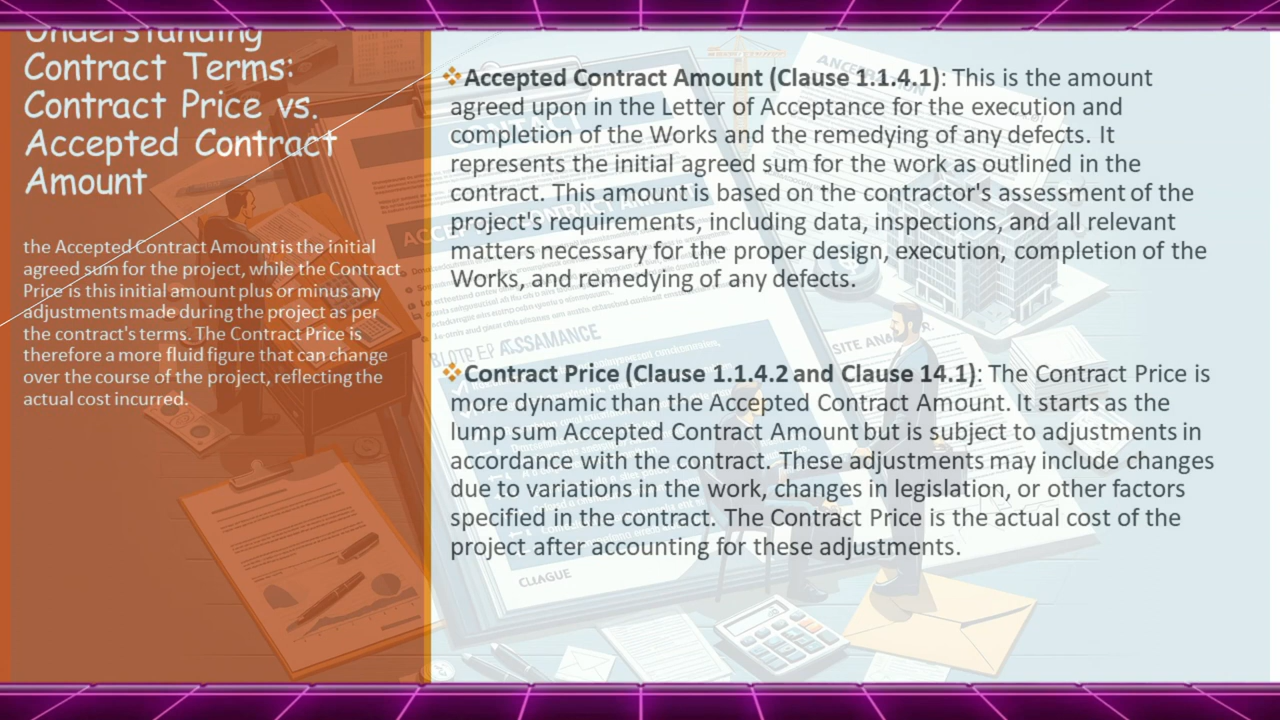 Understanding
Contract Terms:
Contract Price vs.
Accepted Contract
Amount
the Accepted Contract Amount is the initial
agreed sum for the project, while the Contract
Price is this initial amount plus or minus any
adjustments made during the project as per
the contract's terms. The Contract Price is
therefore a more fluid figure that can change
over the course of the project, reflecting the
actual cost incurred.
Accepted Contract Amount (Clause 1.1.4.1): This is the amount
agreed upon in the Letter of Acceptance for the execution and
completion of the Works and the remedying of any defects. It
represents the initial agreed sum for the work as outlined in the
contract. This amount is based on the contractor's assessment of the
project's requirements, including data, inspections, and all relevant
matters necessary for the proper design, execution, completion of the
Works, and remedying of any defects.
Contract Price (Clause 1.1.4.2 and Clause 14.1): The Contract Price is
more dynamic than the Accepted Contract Amount. It starts as the
lump sum Accepted Contract Amount but is subject to adjustments in
accordance with the contract. These adjustments may include changes
due to variations in the work, changes in legislation, or other factors
specified in the contract. The Contract Price is the actual cost of the
project after accounting for these adjustments.
CONTRACT
CLIAGUE